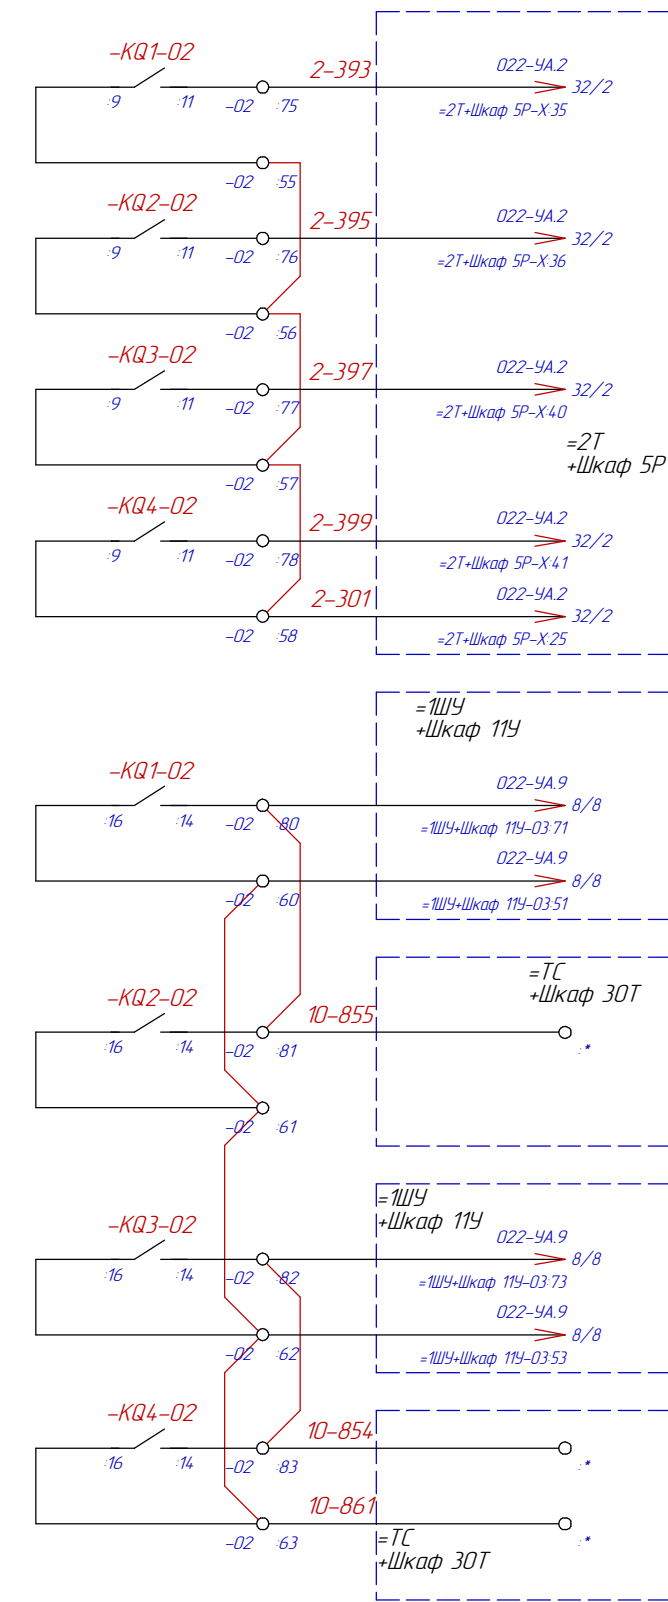 -KQ1-02
2-393
022-УА.2
32/2
:9 :11 -02 :75
=2Т+Шкаф 5Р-Х:35
-02 :55
-KQ2-02
2-395
022-УА.2
32/2
:9 :11 -02 :76
=2Т+Шкаф 5Р-Х:36
-02 :56
-KQ3-02
2-397
022-УА.2
32/2
:9 :11 -02 :77
=2Т+Шкаф 5Р-Х:40
=2Т
+Шкаф 5Р
-02 :57
-KQ4-02
2-399
022-УА.2
32/2
:9 :11 -02 :78
=2Т+Шкаф 5Р-Х:41
2-301
022-УА.2
32/2
-02 :58
=2Т+Шкаф 5Р-Х:25
=1ШУ
+Шкаф 11У
-KQ1-02
022-УА.9
8/8
:16 :14 -02 :80
=1ШУ+Шкаф 11У-03:71
022-УА.9
8/8
-02 :60
=1ШУ+Шкаф 11У-03:51
=ТС
+Шкаф 30Т
-KQ2-02
10-855
:16 :14 -02 :81
:*
-02 :61
=1ШУ
+Шкаф 11У
-KQ3-02
022-УА.9
8/8
:16 :14 -02 :82
=1ШУ+Шкаф 11У-03:73
022-УА.9
8/8
-02 :62
=1ШУ+Шкаф 11У-03:53
-KQ4-02
10-854
:16 :14 -02 :83
:*
10-861
-02 :63
:*
=ТС
+Шкаф 30Т